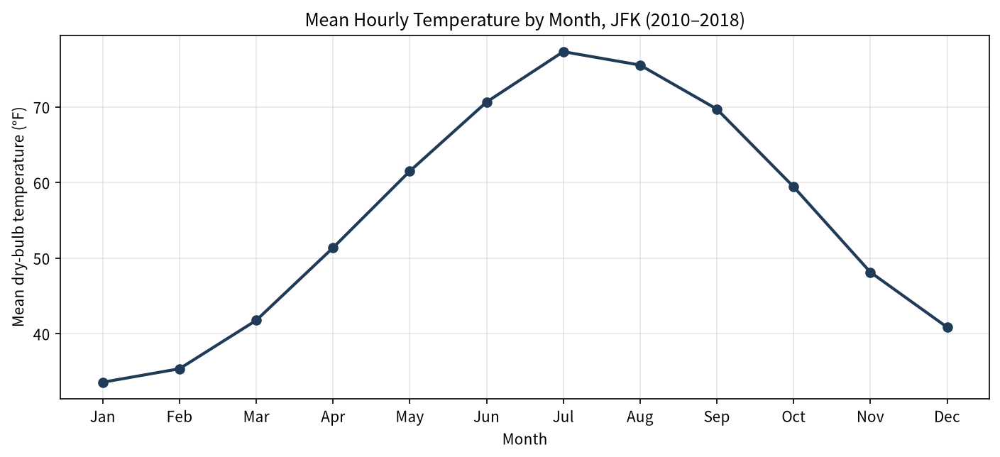 Mean Hourly Temperature by Month, JFK (2010–2018)
Mean dry-bulb temperature (°F)
70
60
50
40
Jan Feb Mar Apr May Jun Jul Aug Sep Oct Nov Dec
Month